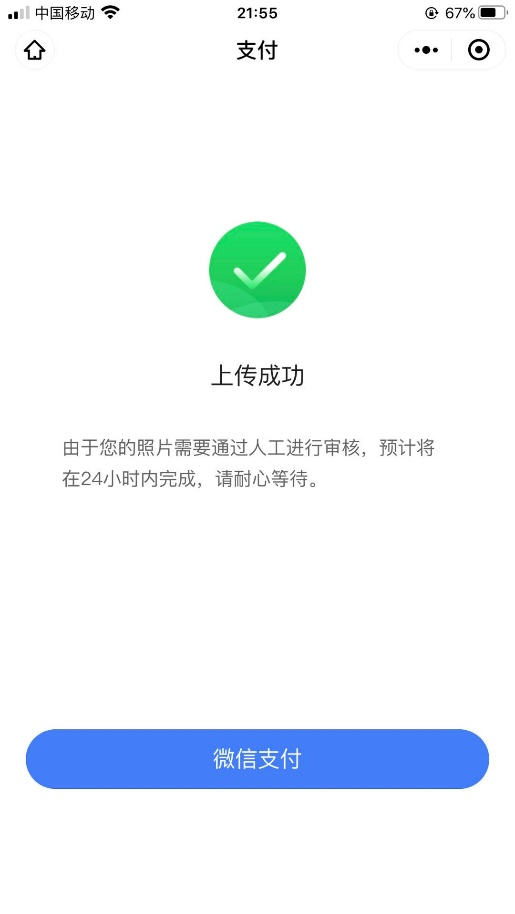 中国移动 21:55 67%
支付
上传成功
由于您的照片需要通过人工进行审核，预计将
在24小时内完成，请耐心等待。
微信支付